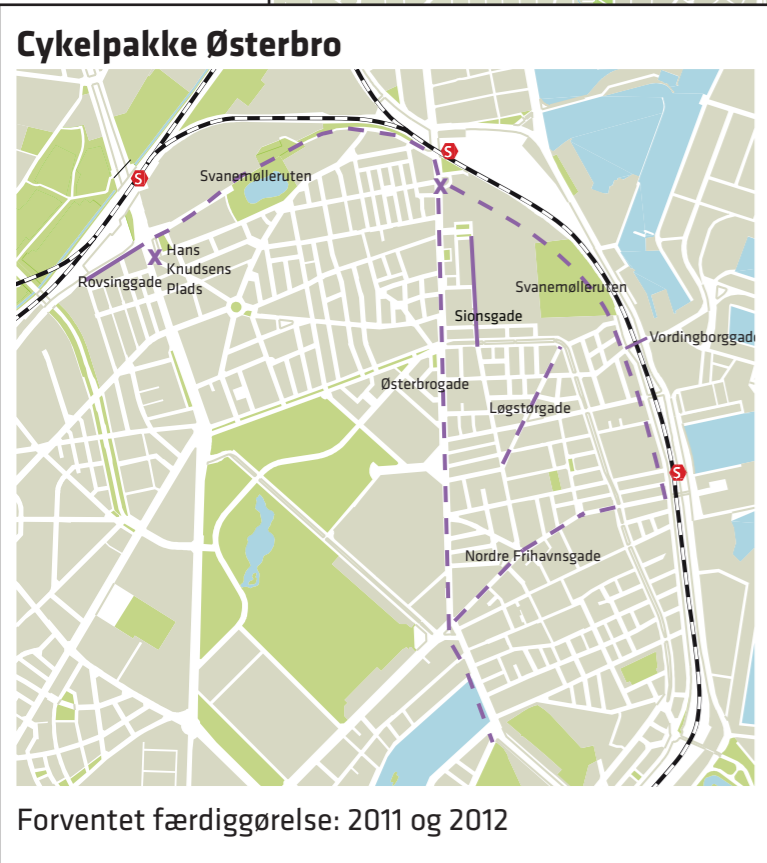 Cykelpakke Østerbro
S
S
Svanemølleruten
X
X
Hans
Knudsens
Plads
Rovsinggade
Svanemølleruten
Sionsgade
Vordingborggade
Østerbrogade
Løgstørgade
S
Nordre Frihavnsgade
Forventet færdiggørelse: 2011 og 2012